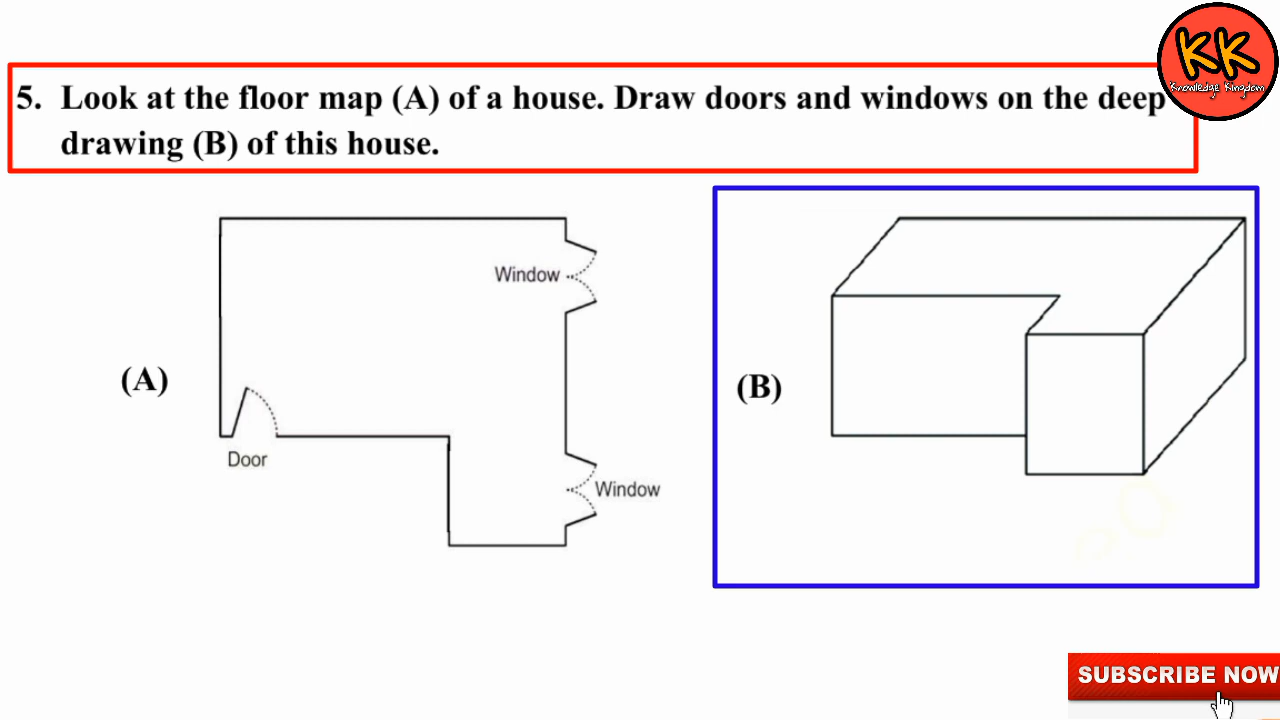 KK
Knowledge Kingdom
5. Look at the floor map (A) of a house. Draw doors and windows on the deep
drawing (B) of this house.
Window
(A)
(B)
Door
Window
SUBSCRIBE NOW